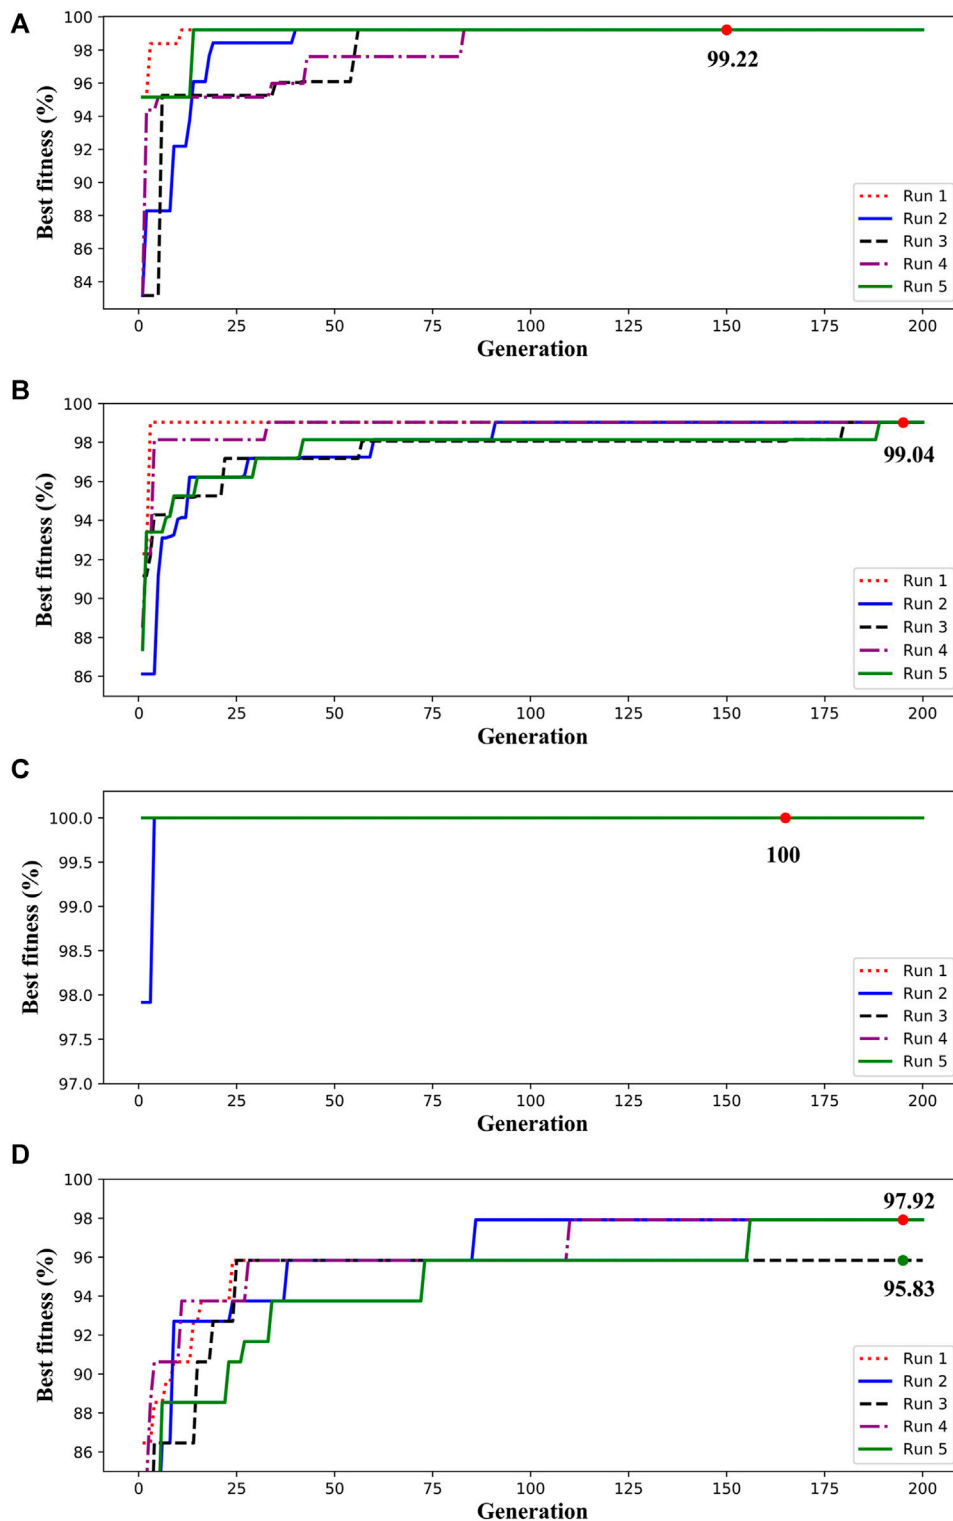 A
Best fitness (%)
100
98
96
94
92
90
88
86
84
99.22
Run 1
Run 2
Run 3
Run 4
Run 5
0 25 50 75 100 125 150 175 200
Generation
B
Best fitness (%)
100
98
96
94
92
90
88
86
99.04
Run 1
Run 2
Run 3
Run 4
Run 5
0 25 50 75 100 125 150 175 200
Generation
C
Best fitness (%)
100.0
99.5
99.0
98.5
98.0
97.5
97.0
100
Run 1
Run 2
Run 3
Run 4
Run 5
0 25 50 75 100 125 150 175 200
Generation
D
Best fitness (%)
100
98
96
94
92
90
88
86
97.92
95.83
Run 1
Run 2
Run 3
Run 4
Run 5
0 25 50 75 100 125 150 175 200
Generation